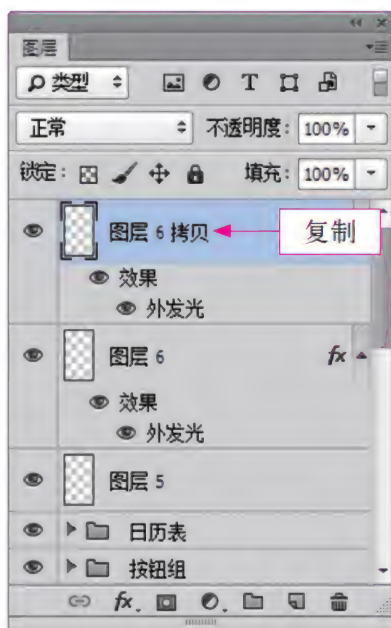 图层
类型 T
正常 不透明度: 100%
锁定: 填充: 100%
图层 6 拷贝 复制
效果
外发光
图层 6 fx
效果
外发光
图层 5
日历表
按钮组
fx